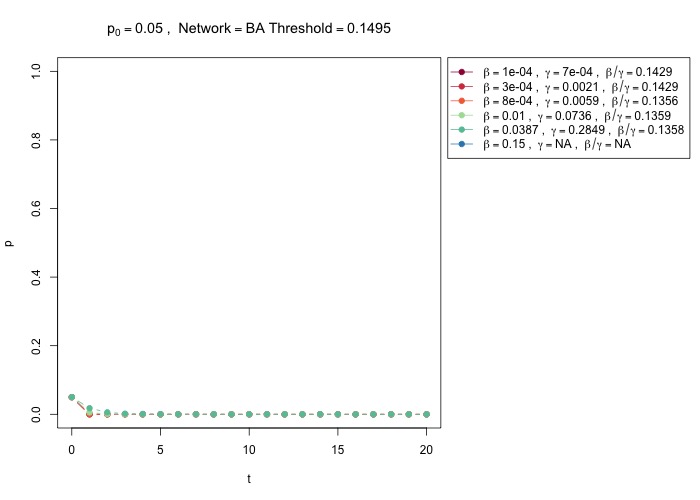 p₀ = 0.05 , Network = BA Threshold = 0.1495
β = 1e-04 , γ = 7e-04 , β/γ = 0.1429
β = 3e-04 , γ = 0.0021 , β/γ = 0.1429
β = 8e-04 , γ = 0.0059 , β/γ = 0.1356
β = 0.01 , γ = 0.0736 , β/γ = 0.1359
β = 0.0387 , γ = 0.2849 , β/γ = 0.1358
β = 0.15 , γ = NA , β/γ = NA
1.0
0.8
0.6
0.4
0.2
0.0
p
0 5 10 15 20
t